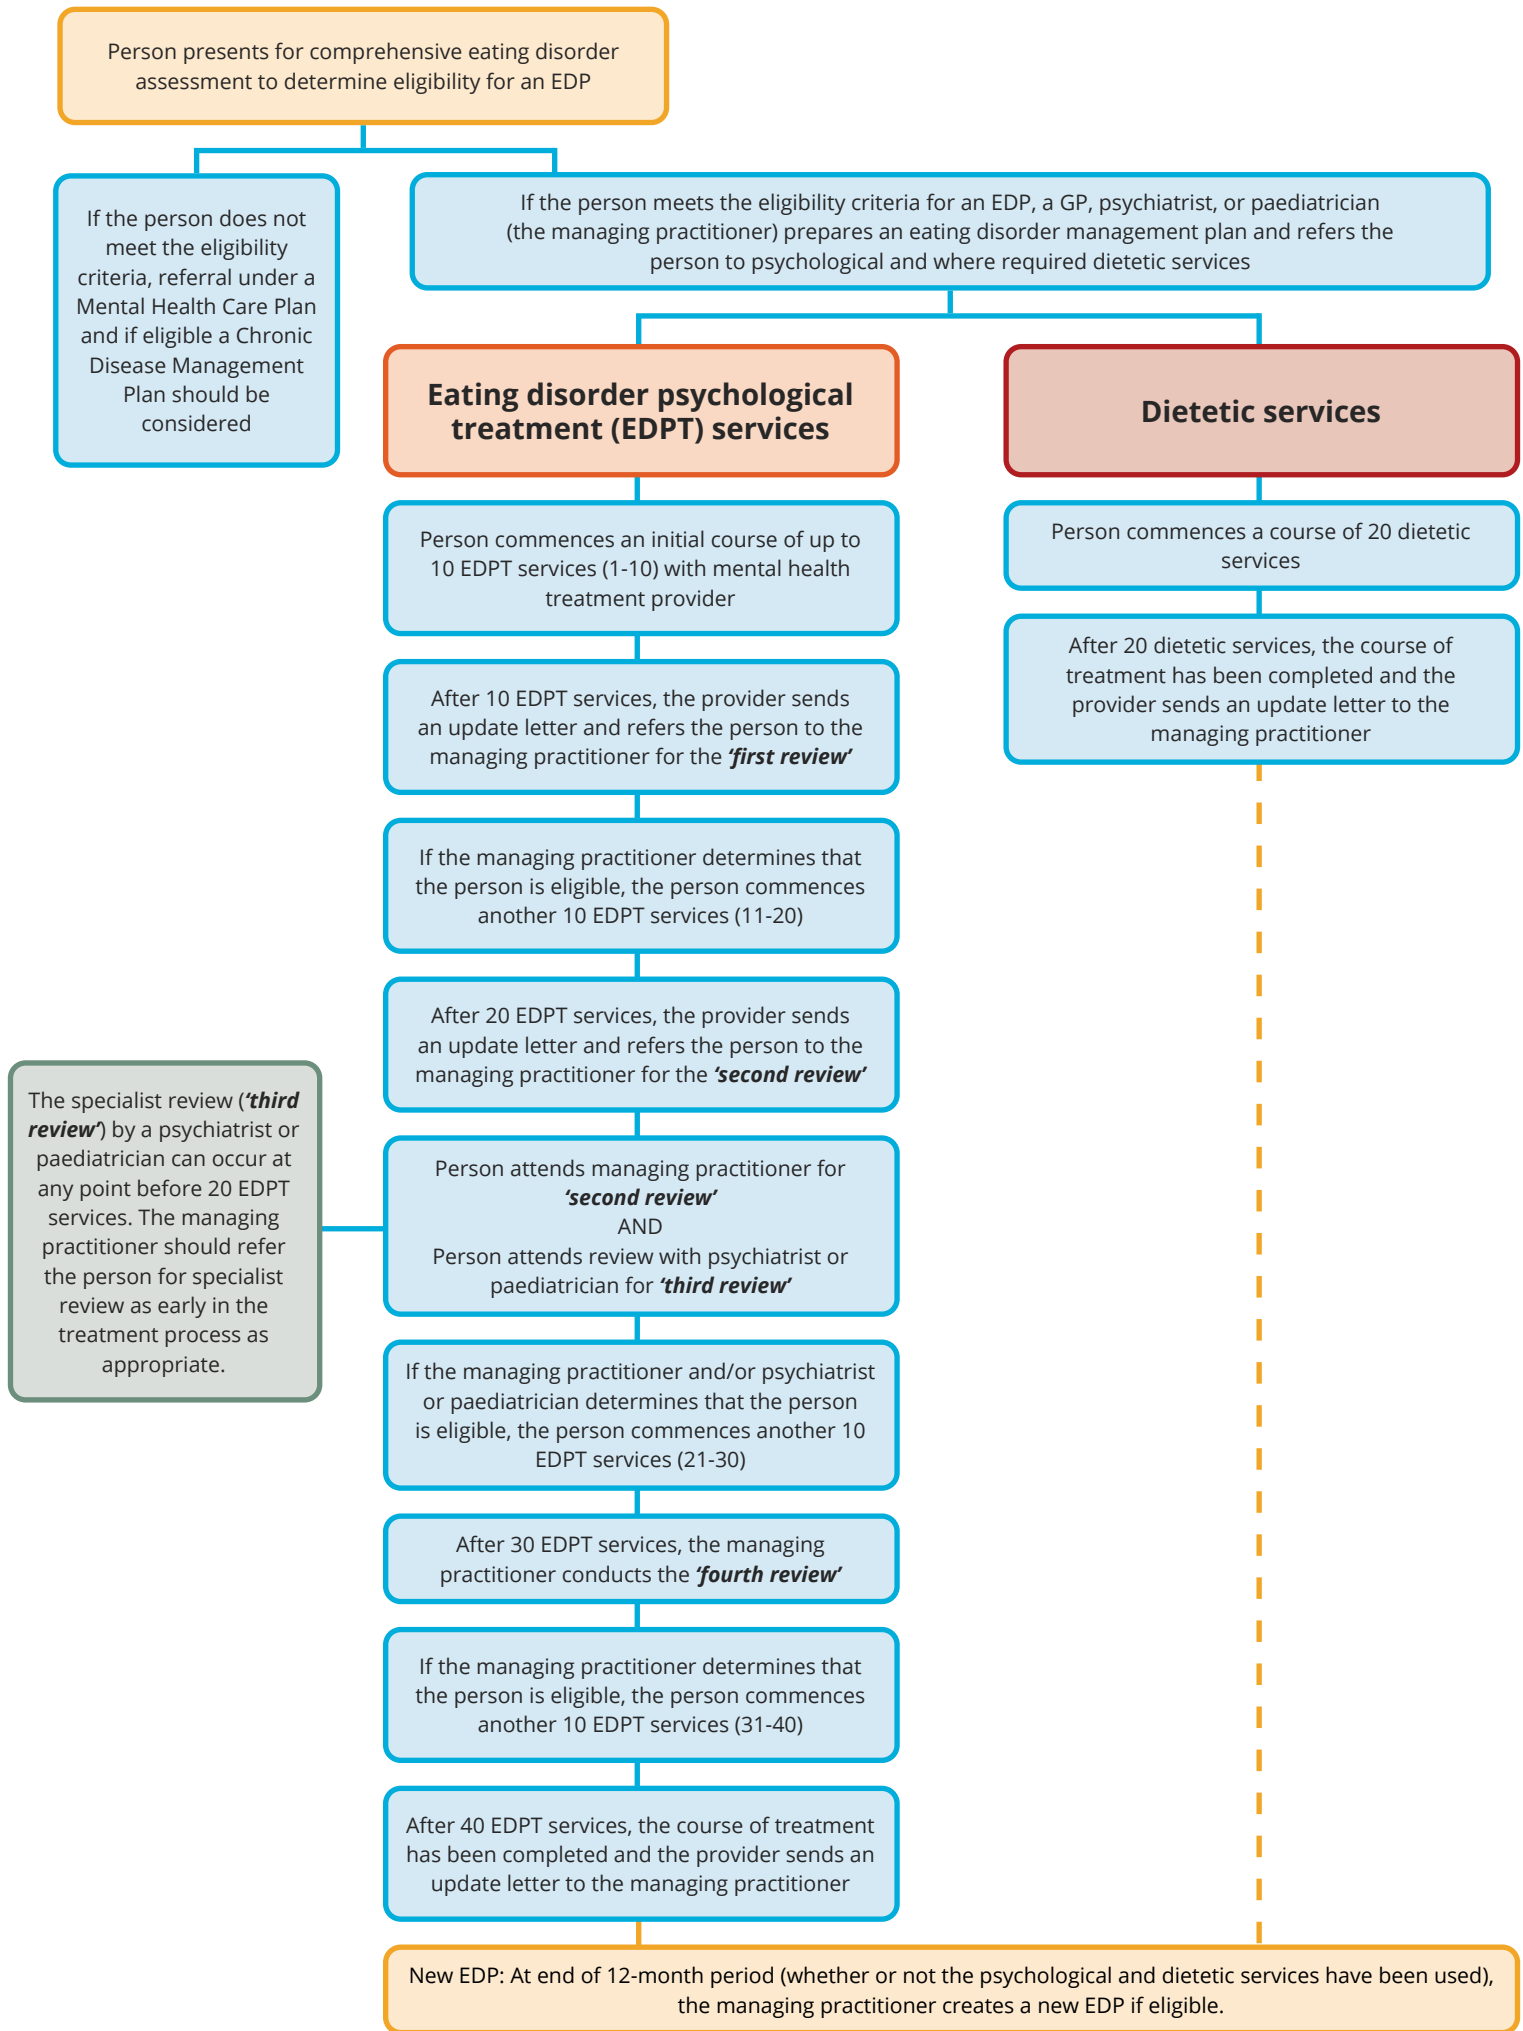 Person presents for comprehensive eating disorder
assessment to determine eligibility for an EDP
If the person does not
meet the eligibility
criteria, referral under a
Mental Health Care Plan
and if eligible a Chronic
Disease Management
Plan should be
considered
If the person meets the eligibility criteria for an EDP, a GP, psychiatrist, or paediatrician
(the managing practitioner) prepares an eating disorder management plan and refers the
person to psychological and where required dietetic services
Eating disorder psychological
treatment (EDPT) services
Person commences an initial course of up to
10 EDPT services (1-10) with mental health
treatment provider
After 10 EDPT services, the provider sends
an update letter and refers the person to the
managing practitioner for the ‘first review’
If the managing practitioner determines that
the person is eligible, the person commences
another 10 EDPT services (11-20)
After 20 EDPT services, the provider sends
an update letter and refers the person to the
managing practitioner for the ‘second review’
The specialist review (‘third
review’) by a psychiatrist or
paediatrician can occur at
any point before 20 EDPT
services. The managing
practitioner should refer
the person for specialist
review as early in the
treatment process as
appropriate.
Person attends managing practitioner for
‘second review’
AND
Person attends review with psychiatrist or
paediatrician for ‘third review’
If the managing practitioner and/or psychiatrist
or paediatrician determines that the person
is eligible, the person commences another 10
EDPT services (21-30)
After 30 EDPT services, the managing
practitioner conducts the ‘fourth review’
If the managing practitioner determines that
the person is eligible, the person commences
another 10 EDPT services (31-40)
After 40 EDPT services, the course of treatment
has been completed and the provider sends an
update letter to the managing practitioner
Dietetic services
Person commences a course of 20 dietetic
services
After 20 dietetic services, the course of
treatment has been completed and the
provider sends an update letter to the
managing practitioner
New EDP: At end of 12-month period (whether or not the psychological and dietetic services have been used),
the managing practitioner creates a new EDP if eligible.